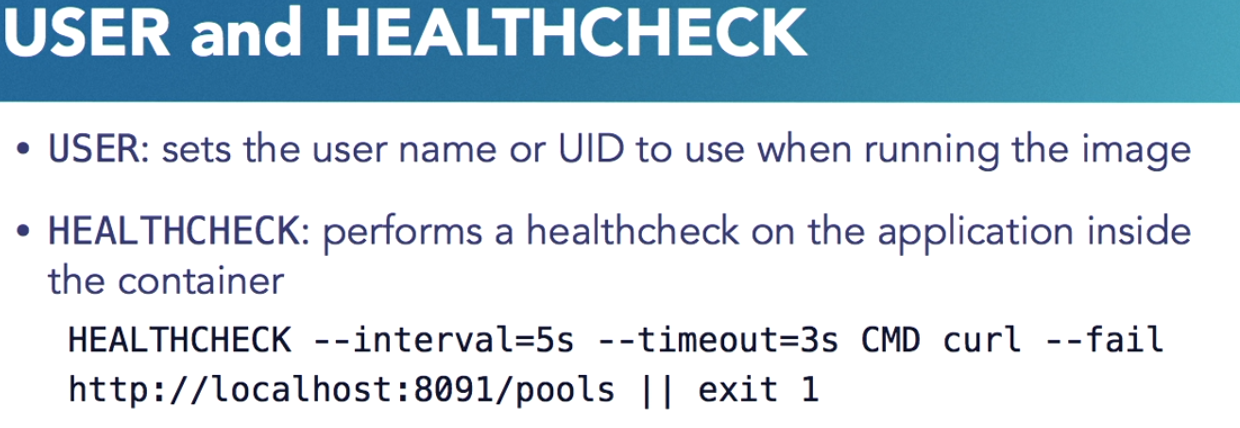 USER and HEALTHCHECK
• USER: sets the user name or UID to use when running the image
• HEALTHCHECK: performs a healthcheck on the application inside
the container
HEALTHCHECK --interval=5s --timeout=3s CMD curl --fail
http://localhost:8091/pools || exit 1